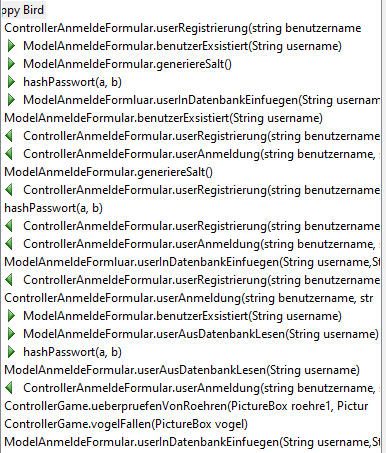 ppy Bird
ControllerAnmeldeFormular.userRegistrierung(string benutzername
ModelAnmeldeFormular.benutzerExsistiert(String username)
ModelAnmeldeFormular.generiereSalt()
hashPasswort(a, b)
ModelAnmeldeFormluar.userInDatenbankEinfuegen(String usernam
ModelAnmeldeFormular.benutzerExsistiert(String username)
ControllerAnmeldeFormular.userRegistrierung(string benutzername
ControllerAnmeldeFormular.userAnmeldung(string benutzername, s
ModelAnmeldeFormular.generiereSalt()
ControllerAnmeldeFormular.userRegistrierung(string benutzername
hashPasswort(a, b)
ControllerAnmeldeFormular.userRegistrierung(string benutzername
ControllerAnmeldeFormular.userAnmeldung(string benutzername, s
ModelAnmeldeFormluar.userInDatenbankEinfuegen(String username,St
ControllerAnmeldeFormular.userRegistrierung(string benutzername
ControllerAnmeldeFormular.userAnmeldung(string benutzername, str
ModelAnmeldeFormular.benutzerExsistiert(String username)
ModelAnmeldeFormular.userAusDatenbankLesen(String username)
hashPasswort(a, b)
ModelAnmeldeFormular.userAusDatenbankLesen(String username)
ControllerAnmeldeFormular.userAnmeldung(string benutzername, s
ControllerGame.ueberpruefenVonRoehren(PictureBox roehre1, Pictur
ControllerGame.vogelFallen(PictureBox vogel)
ModelAnmeldeFormular.userInDatenbankEinfuegen(String username,St